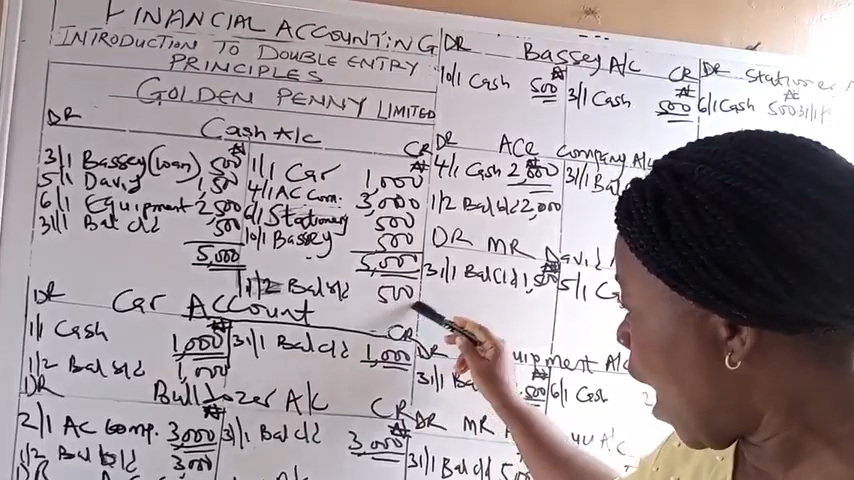 FINANCIAL ACCOUNTING
INTRODUCTION TO DOUBLE ENTRY
PRINCIPLES
GOLDEN PENNY LIMITED
DR Cash A/c CR
3/1 Bassey (loan) 500
5/1 David 1,500
6/1 Equipment 2,500
31/1 Bal c/d 500
5,000
₦
1/1 Car 1,000
4/1 AC Com. 3,000
6/1 Stationery 500
10/1 Bassey 500
5,000
1/2 Bal b/d 500
DR Car Account CR
1/1 Cash 1,000
31/1 Bal c/d 1,000
1/2 Bal b/d 1,000
DR Bulldozer A/c CR
2/1 AC Comp. 3,000
31/1 Bal c/d 3,000
1/2 Bal b/d 3,000
DR
DR Bassey A/c CR
10/1 Cash 500
3/1 Cash 500
DR
6/1 Cash 500 31/1
DR ACE Company A/c
4/1 Cash 2,000
31/1 Bal
1/2 Bal b/d 2,000
DR MR David
31/1 Bal c/d 1,500
5/1
DR
31/1
6/1 Cash
DR MR
A/c
31/1 Bal c/d